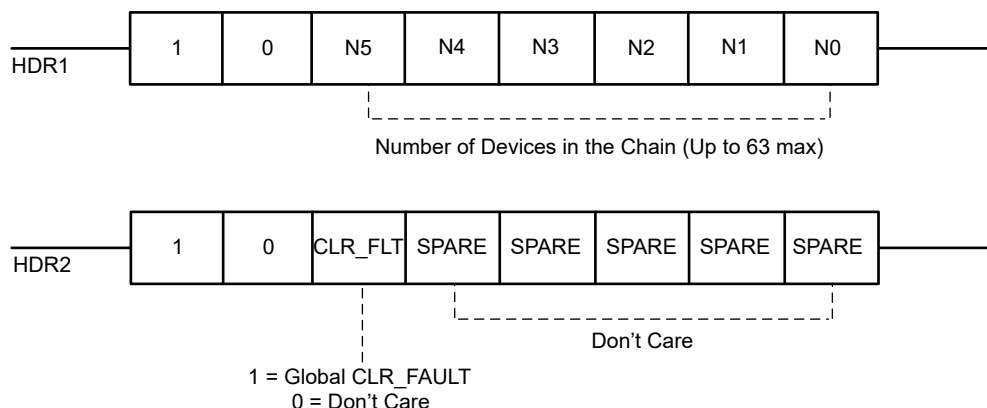 1 0 N5 N4 N3 N2 N1 N0
HDR1
Number of Devices in the Chain (Up to 63 max)
1 0 CLR_FLT SPARE SPARE SPARE SPARE SPARE
HDR2
Don’t Care
1 = Global CLR_FAULT
0 = Don’t Care